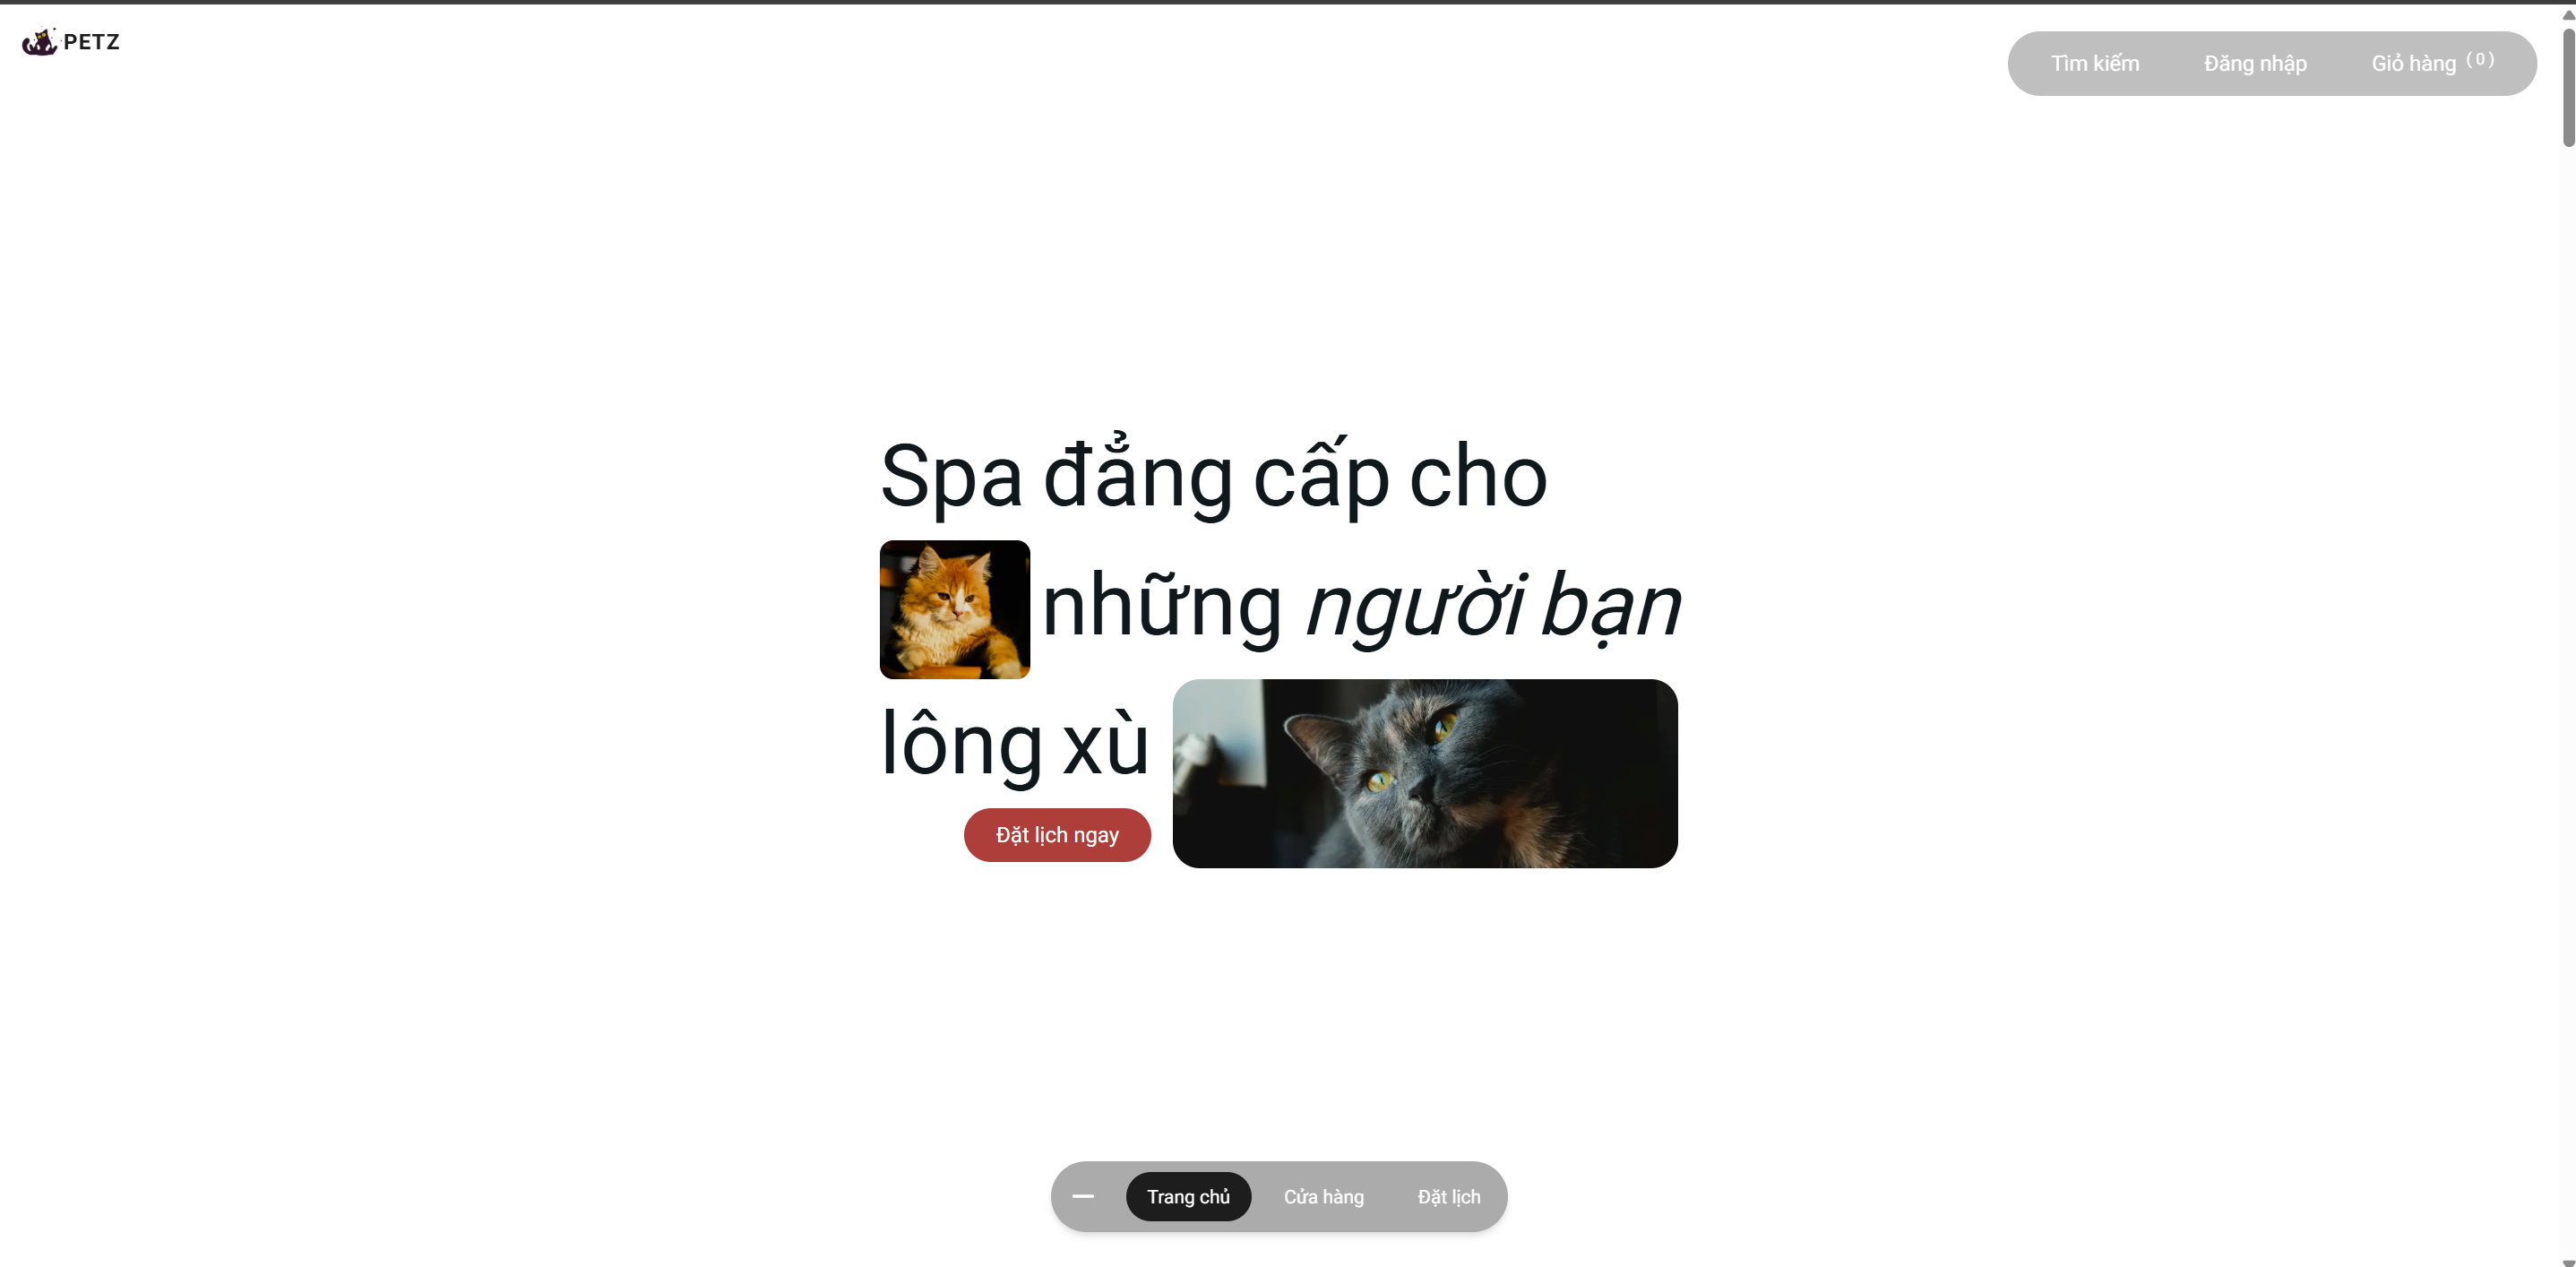 PETZ
Tìm kiếm Đăng nhập Giỏ hàng (0)
Spa đẳng cấp cho
những người bạn
lông xù
Đặt lịch ngay
Trang chủ Cửa hàng Đặt lịch